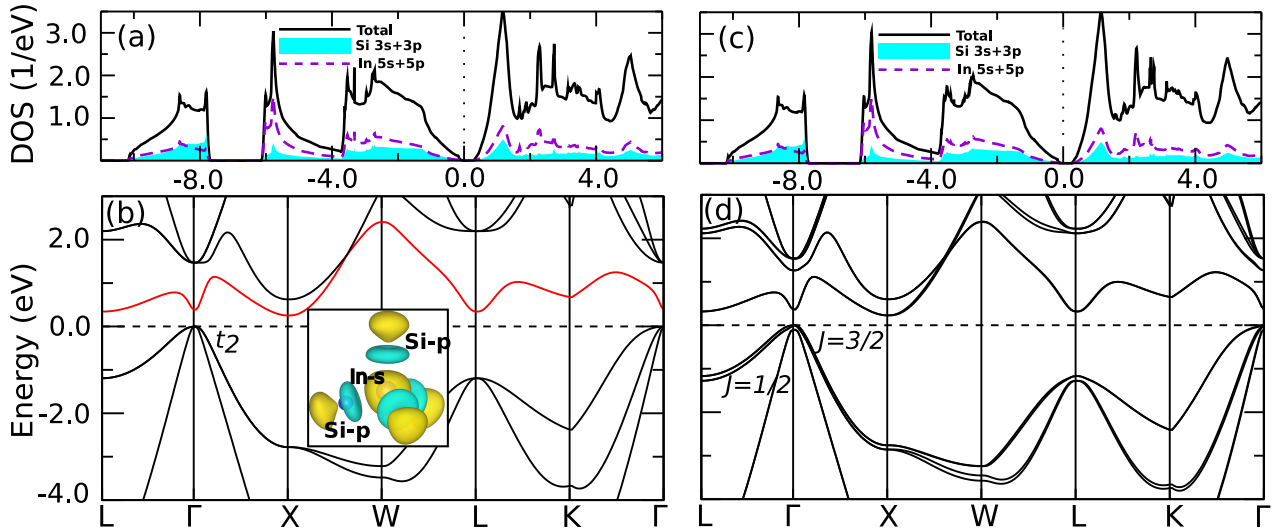 (a)
DOS (1/eV)
3.0
2.0
1.0
Total
Si 3s+3p
In 5s+5p
-8.0
-4.0
0.0
4.0
(c)
Total
Si 3s+3p
In 5s+5p
-8.0
-4.0
0.0
4.0
(b)
Energy (eV)
2.0
0.0
-2.0
-4.0
t2
Si-p
In-s
Si-p
L
Γ
X
W
L
K
Γ
(d)
J=3/2
J=1/2
L
Γ
X
W
L
K
Γ